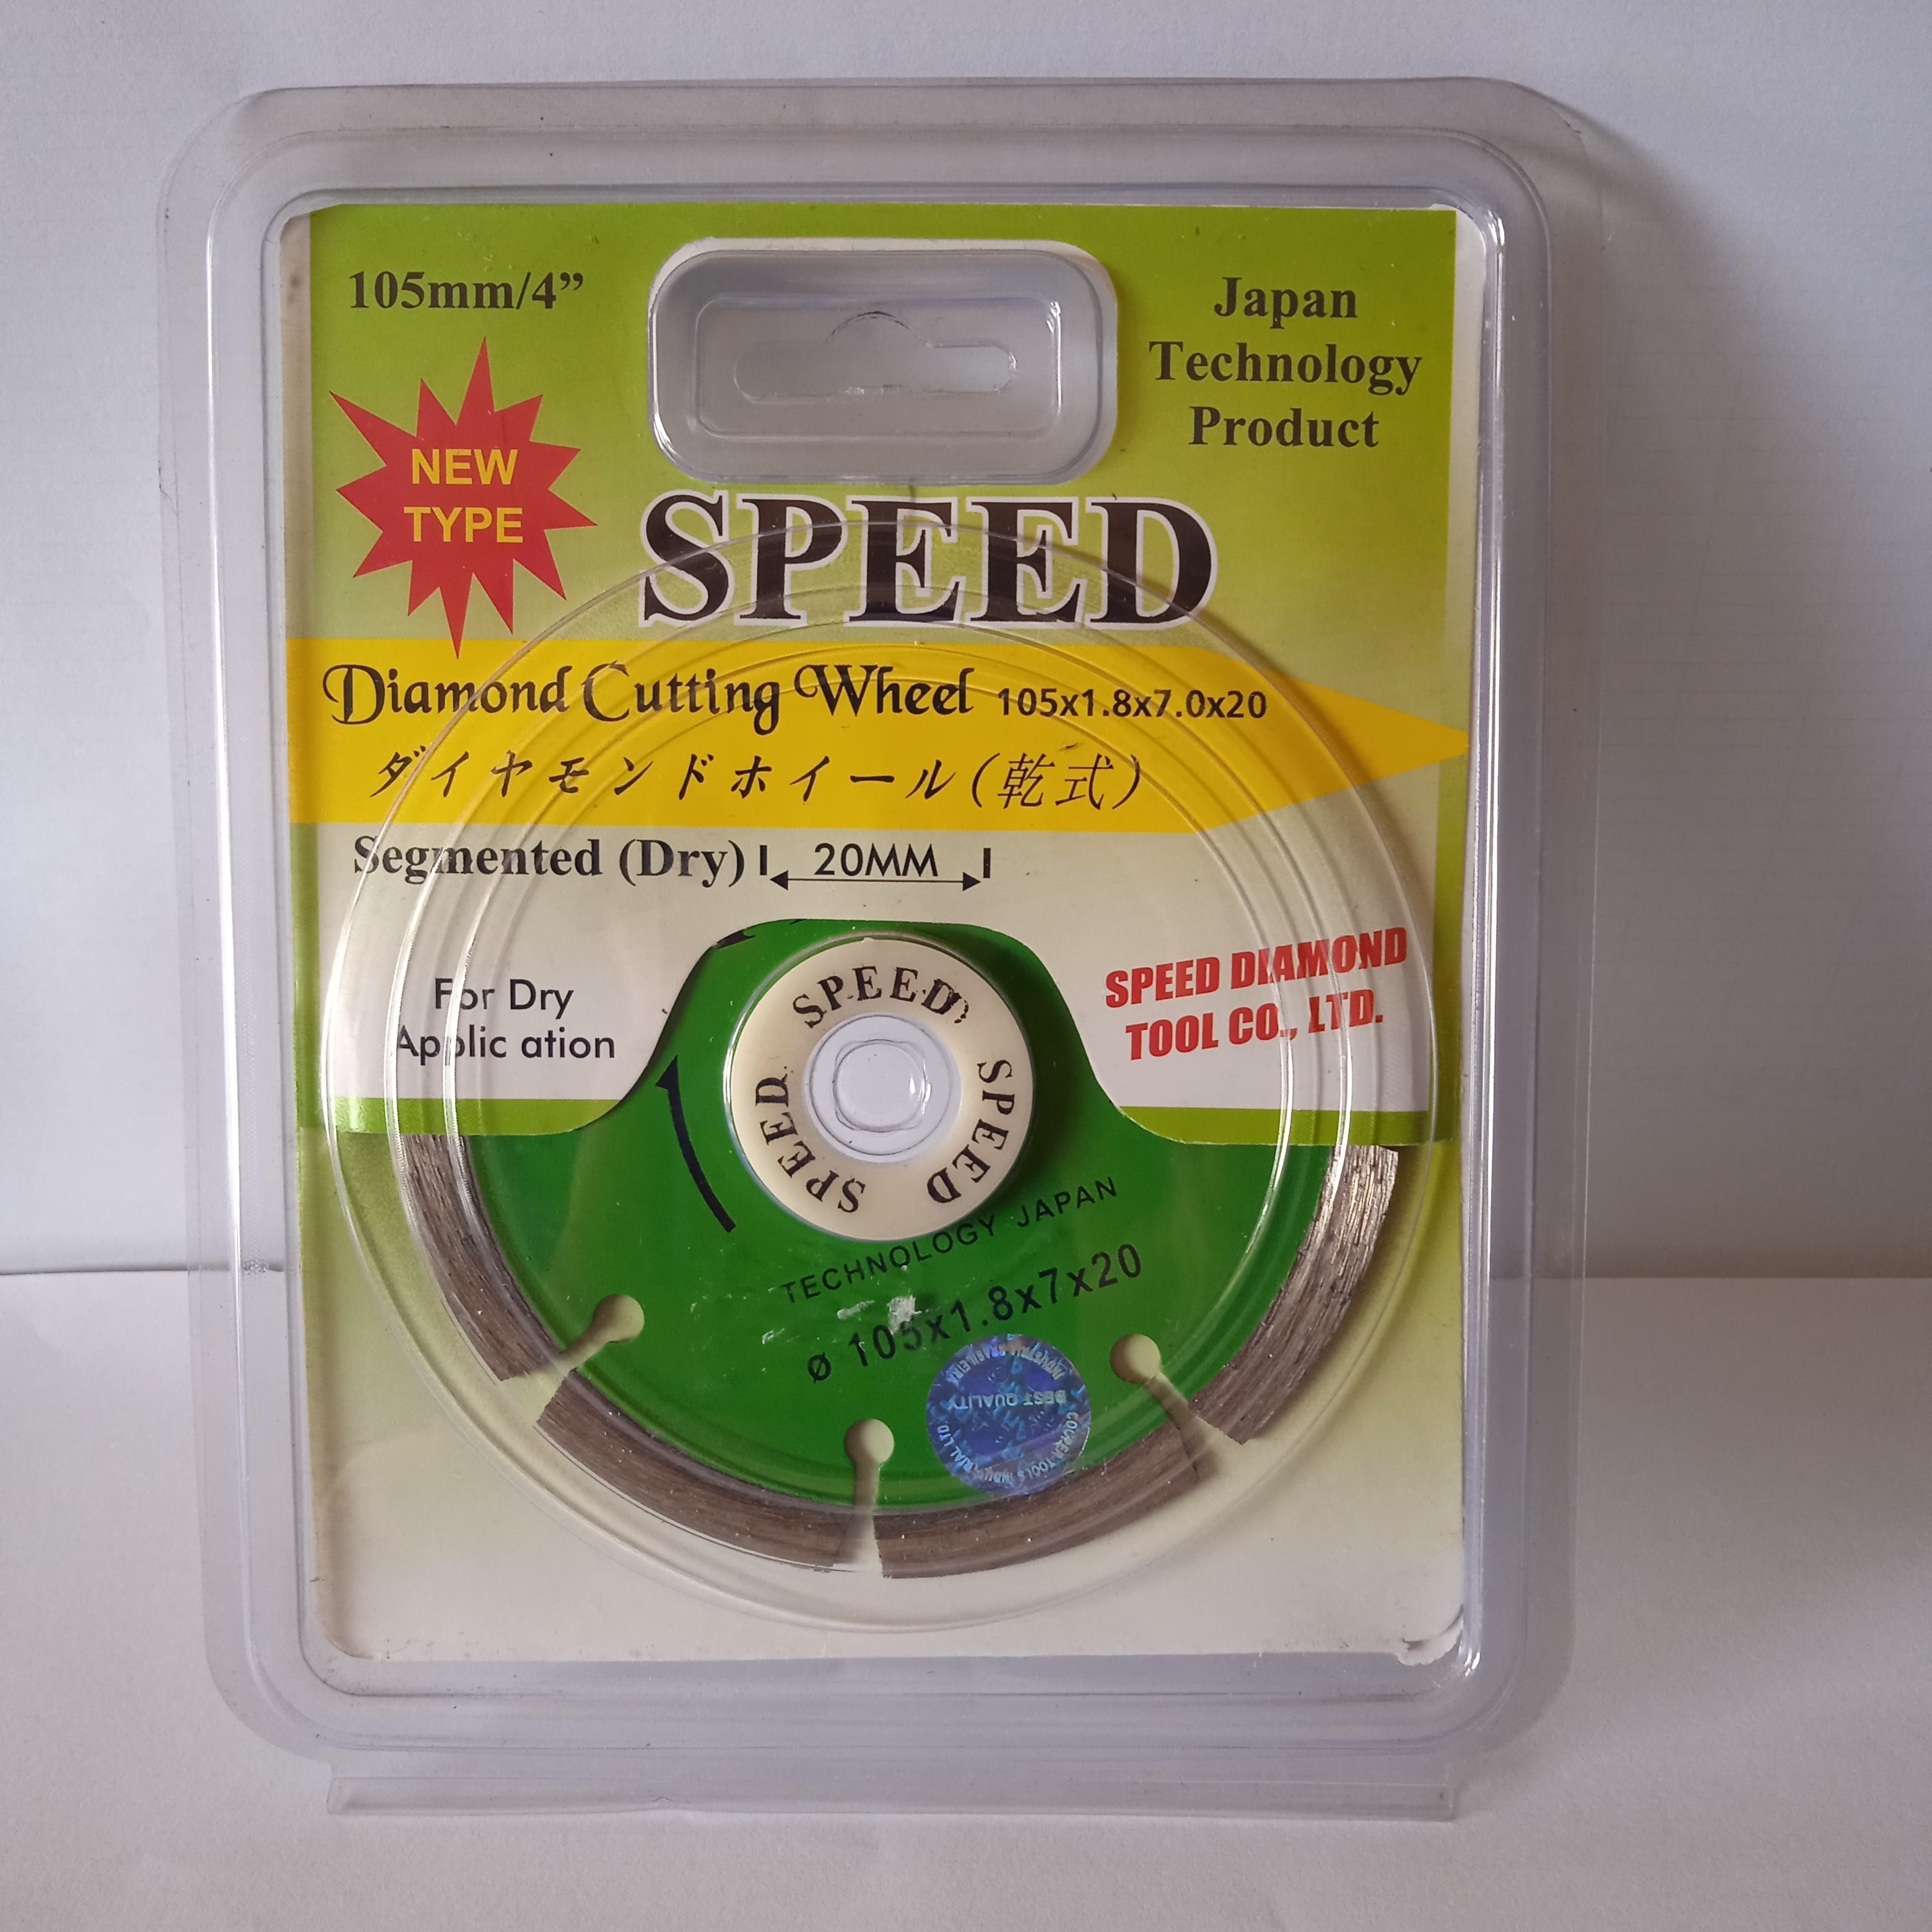 105mm/4”
Japan
Technology
Product
NEW
TYPE
SPEED
Diamond Cutting Wheel 105x1.8x7.0x20
ダイヤモンドホイール(乾式)
Segmented (Dry)
20MM
For Dry
Applic ation
SPEED DIAMOND
TOOL CO., LTD.
SPEED
SPEED
SPEED
TECHNOLOGY JAPAN
ø 105x1.8x7x20
BEST QUALITY